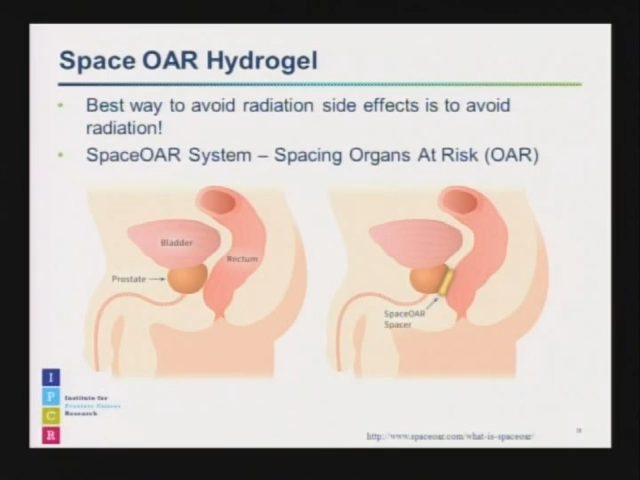 Space OAR Hydrogel
• Best way to avoid radiation side effects is to avoid
radiation!
• SpaceOAR System – Spacing Organs At Risk (OAR)
Bladder
Rectum
Prostate
SpaceOAR
Spacer
I
P
C
R
Institute for
Prostate Cancer
Research
http://www.spaceoar.com/what-is-spaceoar/